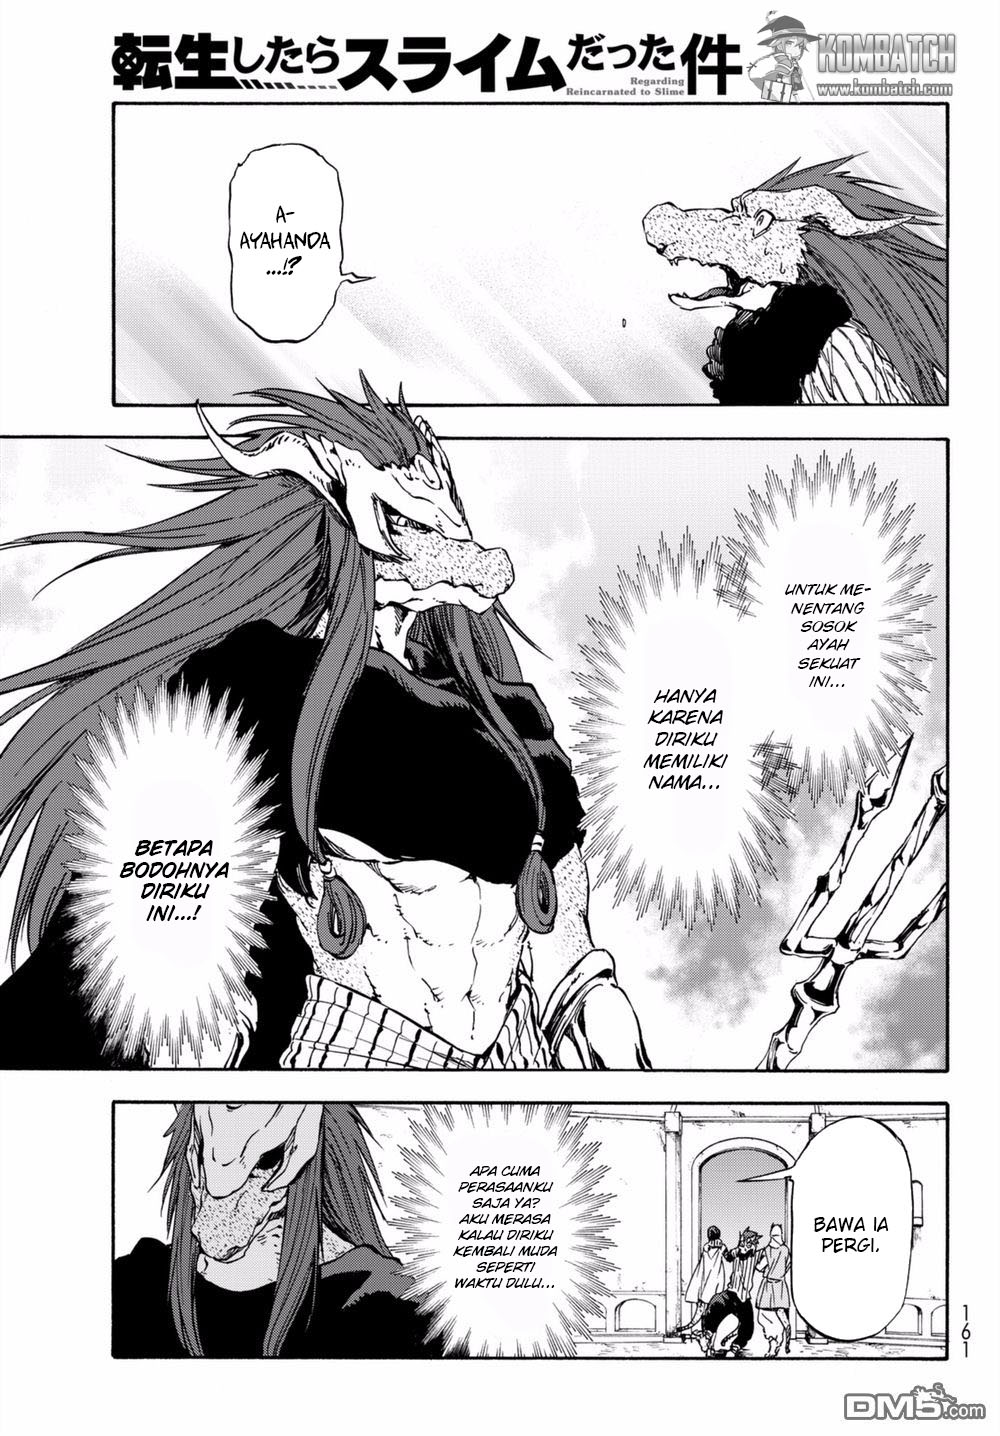 転生したらスライムだった件
Regarding
Reincarnated to Slime
KOMBATCH
www.kombatch.com
A-
AYAHANDA
...!?
UNTUK ME-
NENTANG
SOSOK
AYAH
SEKUAT
INI...
HANYA
KARENA
DIRIKU
MEMILIKI
NAMA...
BETAPA
BODOHNYA
DIRIKU
INI...!
BAWA IA
PERGI.
APA CUMA
PERASAANKU
SAJA YA?
AKU MERASA
KALAU DIRIKU
KEMBALI MUDA
SEPERTI
WAKTU DULU...
161
DM5.com